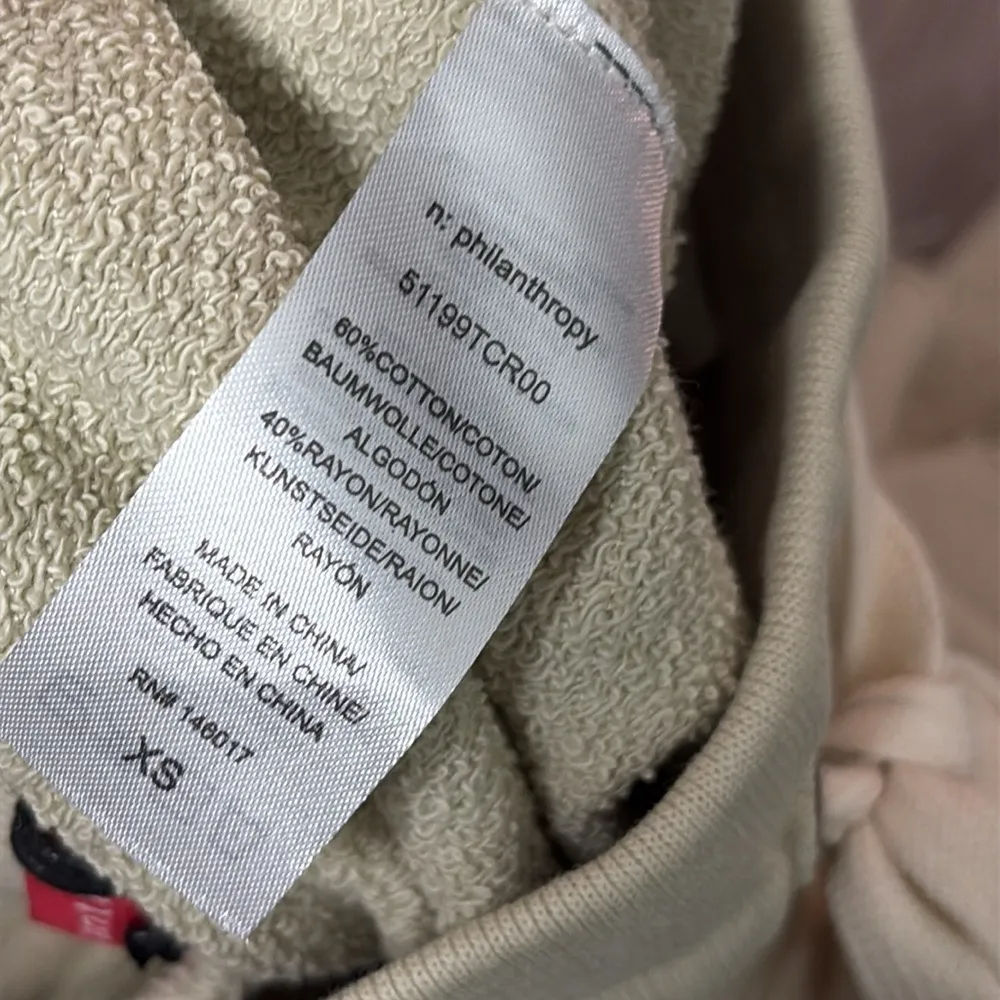 n: philanthropy
51199TCR00
60%COTTON/COTON/
BAUMWOLLE/COTONE/
ALGODÓN
40%RAYON/RAYONNE/
KUNSTSEIDE/RAION/
RAYÓN
MADE IN CHINA/
FABRIQUE EN CHINE/
HECHO EN CHINA
RN# 146017
XS